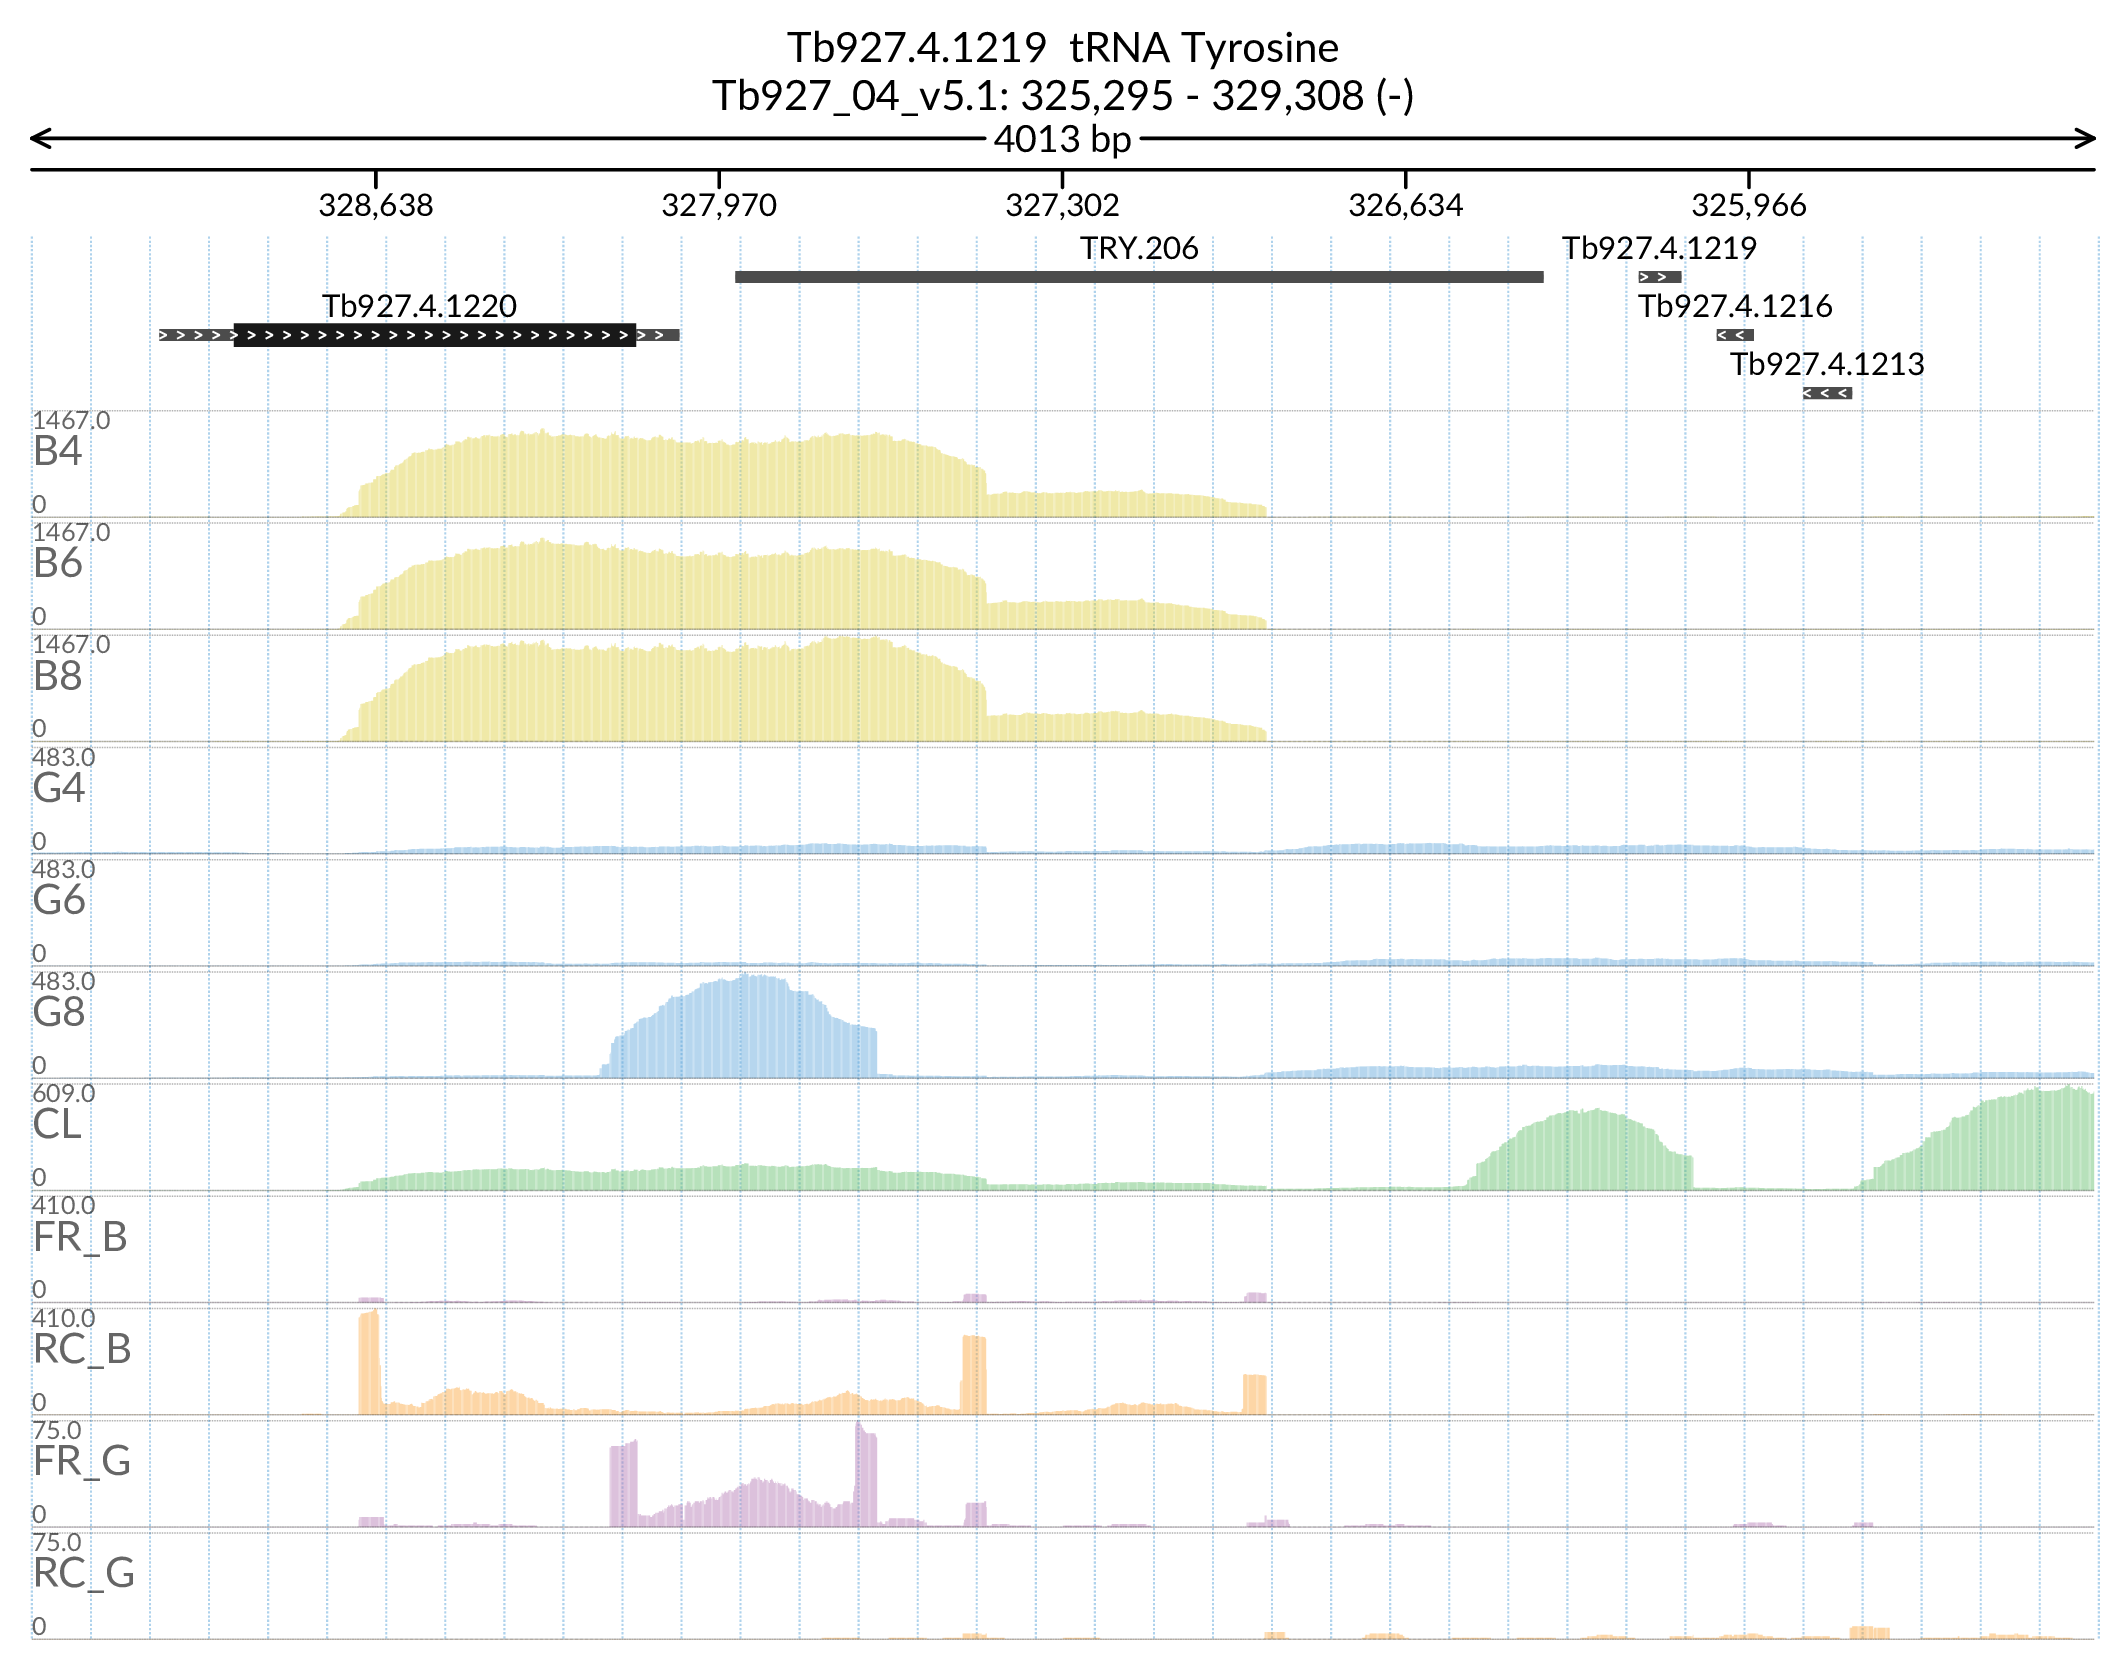 Tb927.4.1219 tRNA Tyrosine
Tb927_04_v5.1: 325,295 - 329,308 (-)
4013 bp
328,638 327,970 327,302 326,634 325,966
TRY.206 Tb927.4.1219
Tb927.4.1220 Tb927.4.1216
Tb927.4.1213
1467.0
B4
0
1467.0
B6
0
1467.0
B8
0
483.0
G4
0
483.0
G6
0
483.0
G8
0
609.0
CL
0
410.0
FR_B
0
410.0
RC_B
0
75.0
FR_G
0
75.0
RC_G
0